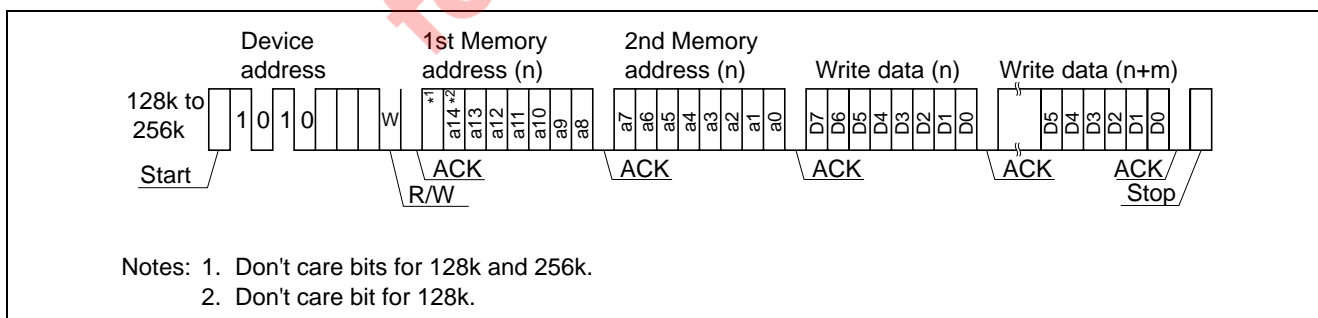 Device address
1st Memory address (n)
2nd Memory address (n)
Write data (n)
Write data (n+m)
128k to 256k
1 0 1 0
W
*1
a14 *2
a13
a12
a11
a10
a9
a8
a7
a6
a5
a4
a3
a2
a1
a0
D7
D6
D5
D4
D3
D2
D1
D0
D5
D4
D3
D2
D1
D0
Start
ACK
R/W
ACK
ACK
ACK
ACK
Stop
Notes: 1. Don't care bits for 128k and 256k.
2. Don't care bit for 128k.